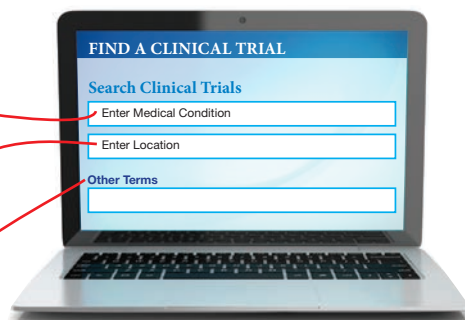 FIND A CLINICAL TRIAL
Search Clinical Trials
Enter Medical Condition
Enter Location
Other Terms